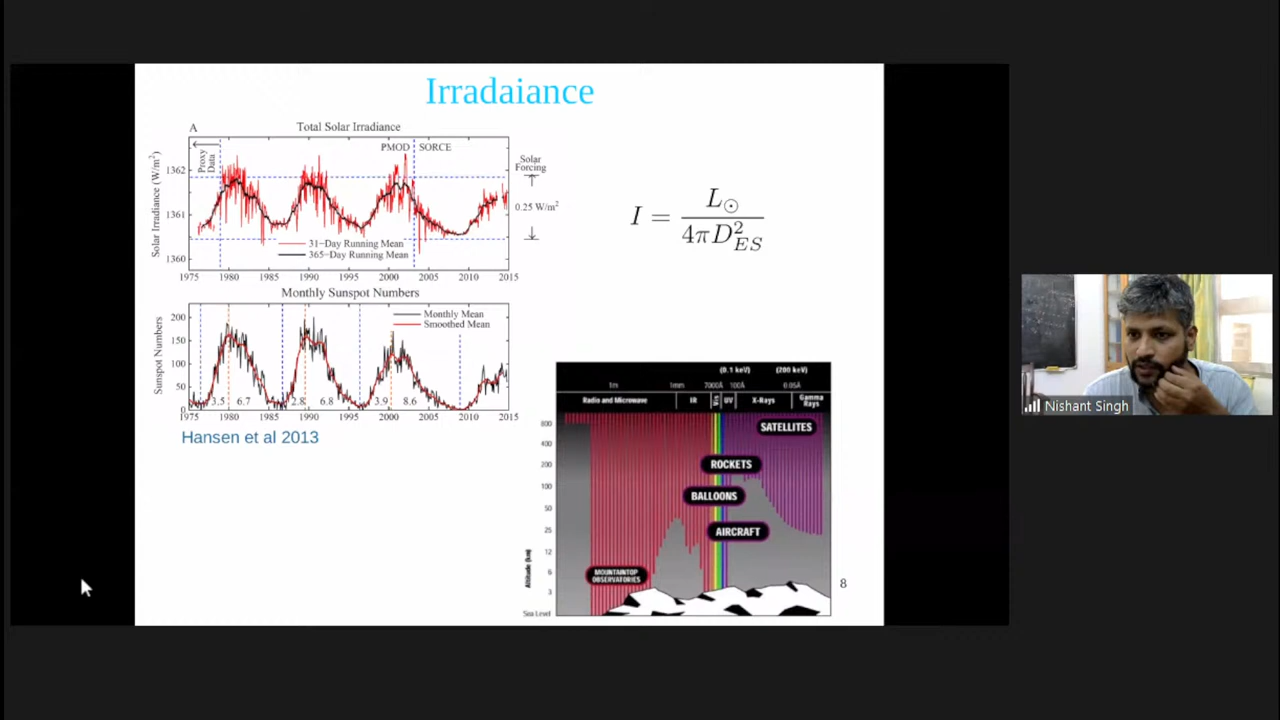 Irradaiance
A
Total Solar Irradiance
PMOD
SORCE
Proxy
Data
Solar
Forcing
0.25 W/m²
Solar Irradiance (W/m²)
1362
1361
1360
31−Day Running Mean
365−Day Running Mean
1975 1980 1985 1990 1995 2000 2005 2010 2015
I = L⊙ / 4πD²ES
Monthly Sunspot Numbers
Monthly Mean
Smoothed Mean
Sunspot Numbers
200
150
100
50
0
3.5 6.7 2.8 6.8 3.9 8.6
1975 1980 1985 1990 1995 2000 2005 2010 2015
Hansen et al 2013
(0.1 keV) (200 keV)
1m 1mm 7000Å 100Å 0.05Å
Radio and Microwave IR Vis UV X-Rays Gamma Rays
SATELLITES
ROCKETS
BALLOONS
AIRCRAFT
MOUNTAINTOP
OBSERVATORIES
Altitude (km)
800
400
200
100
50
25
12
6
3
Sea Level
8
Nishant Singh